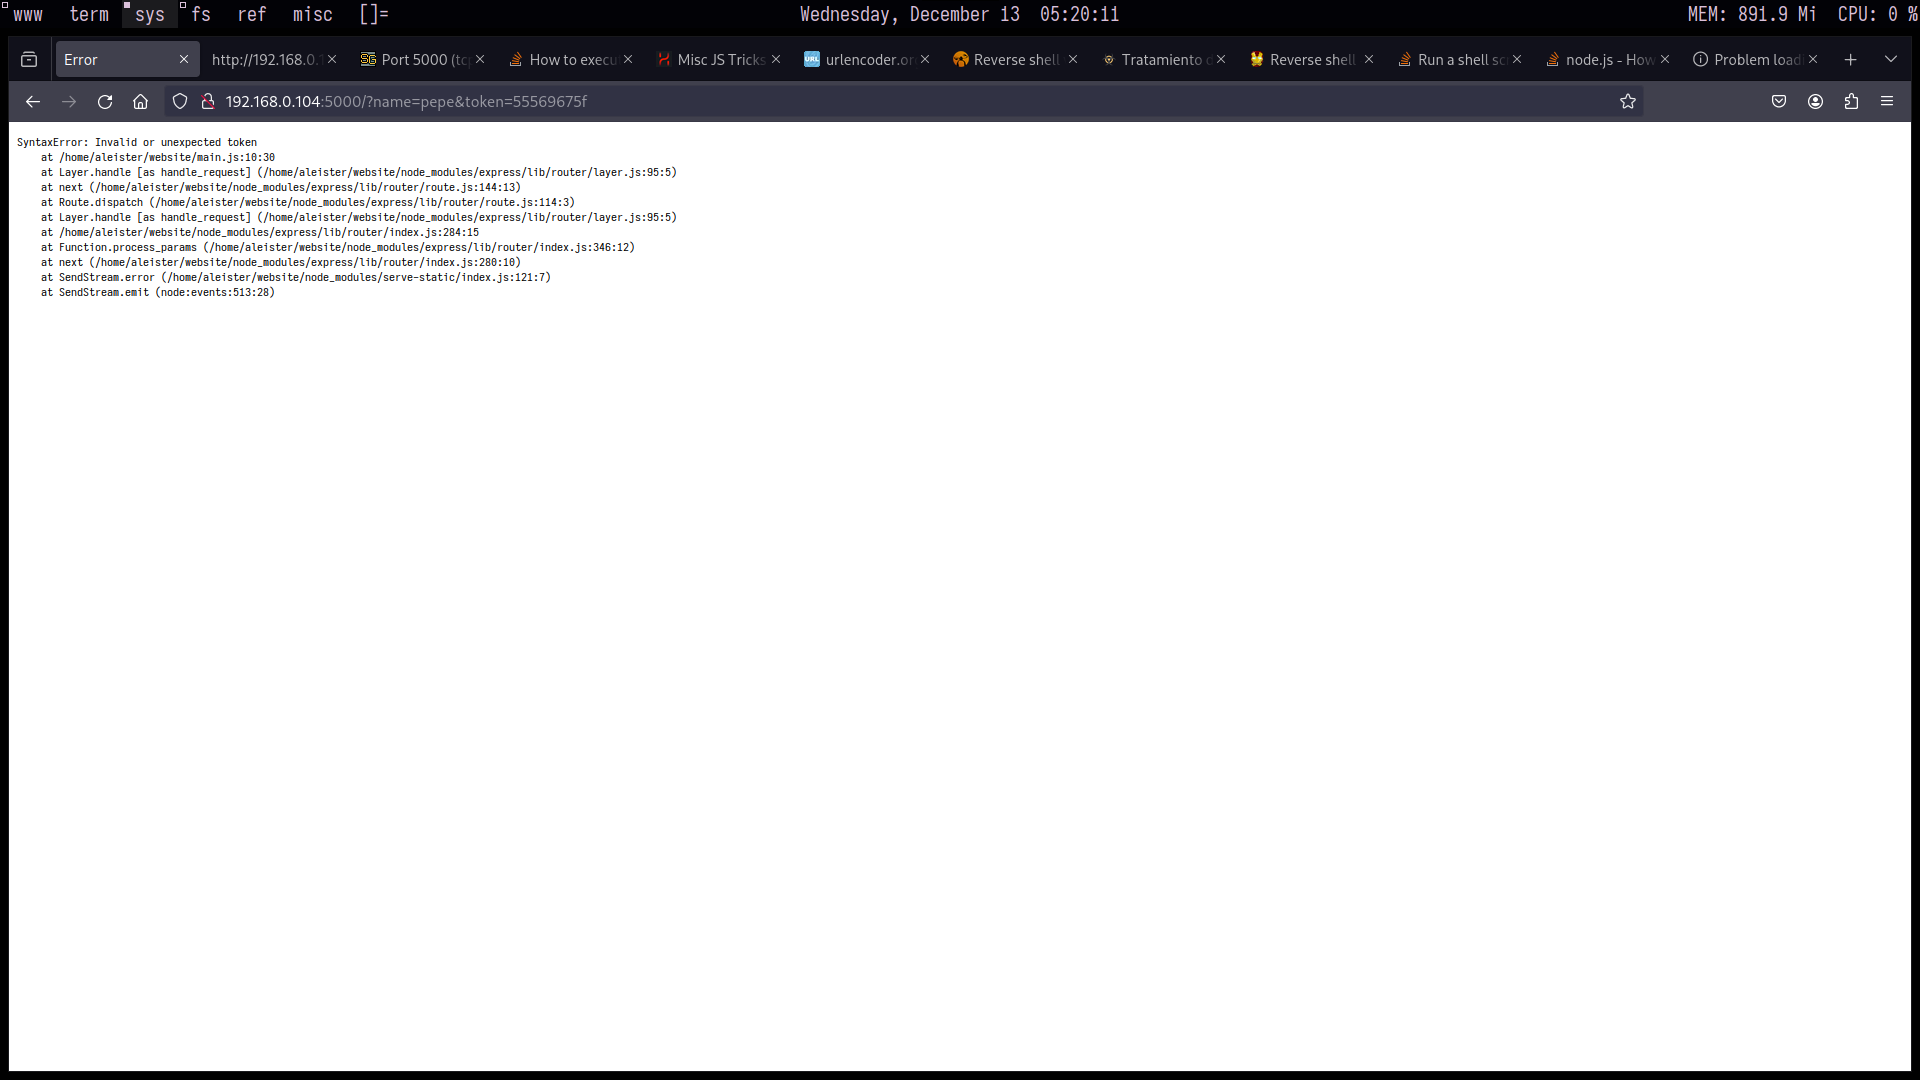 www term sys fs ref misc []= Wednesday, December 13 05:20:11 MEM: 891.9 Mi CPU: 0 %
Error http://192.168.0.1 Port 5000 (tcp How to execu Misc JS Tricks urlencoder.or Reverse shell Tratamiento d Reverse shell Run a shell sc node.js - How Problem load
192.168.0.104:5000/?name=pepe&token=55569675f
SyntaxError: Invalid or unexpected token
at /home/aleister/website/main.js:10:30
at Layer.handle [as handle_request] (/home/aleister/website/node_modules/express/lib/router/layer.js:95:5)
at next (/home/aleister/website/node_modules/express/lib/router/route.js:144:13)
at Route.dispatch (/home/aleister/website/node_modules/express/lib/router/route.js:114:3)
at Layer.handle [as handle_request] (/home/aleister/website/node_modules/express/lib/router/layer.js:95:5)
at /home/aleister/website/node_modules/express/lib/router/index.js:284:15
at Function.process_params (/home/aleister/website/node_modules/express/lib/router/index.js:346:12)
at next (/home/aleister/website/node_modules/express/lib/router/index.js:280:10)
at SendStream.error (/home/aleister/website/node_modules/serve-static/index.js:121:7)
at SendStream.emit (node:events:513:28)